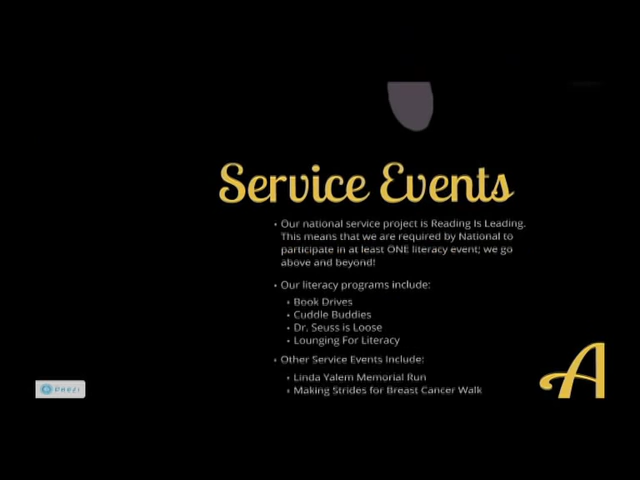 Service Events
• Our national service project is Reading Is Leading.
This means that we are required by National to
participate in at least ONE literacy event; we go
above and beyond!
• Our literacy programs include:
• Book Drives
• Cuddle Buddies
• Dr. Seuss is Loose
• Lounging For Literacy
• Other Service Events Include:
• Linda Yalem Memorial Run
• Making Strides for Breast Cancer Walk
A
Prezi